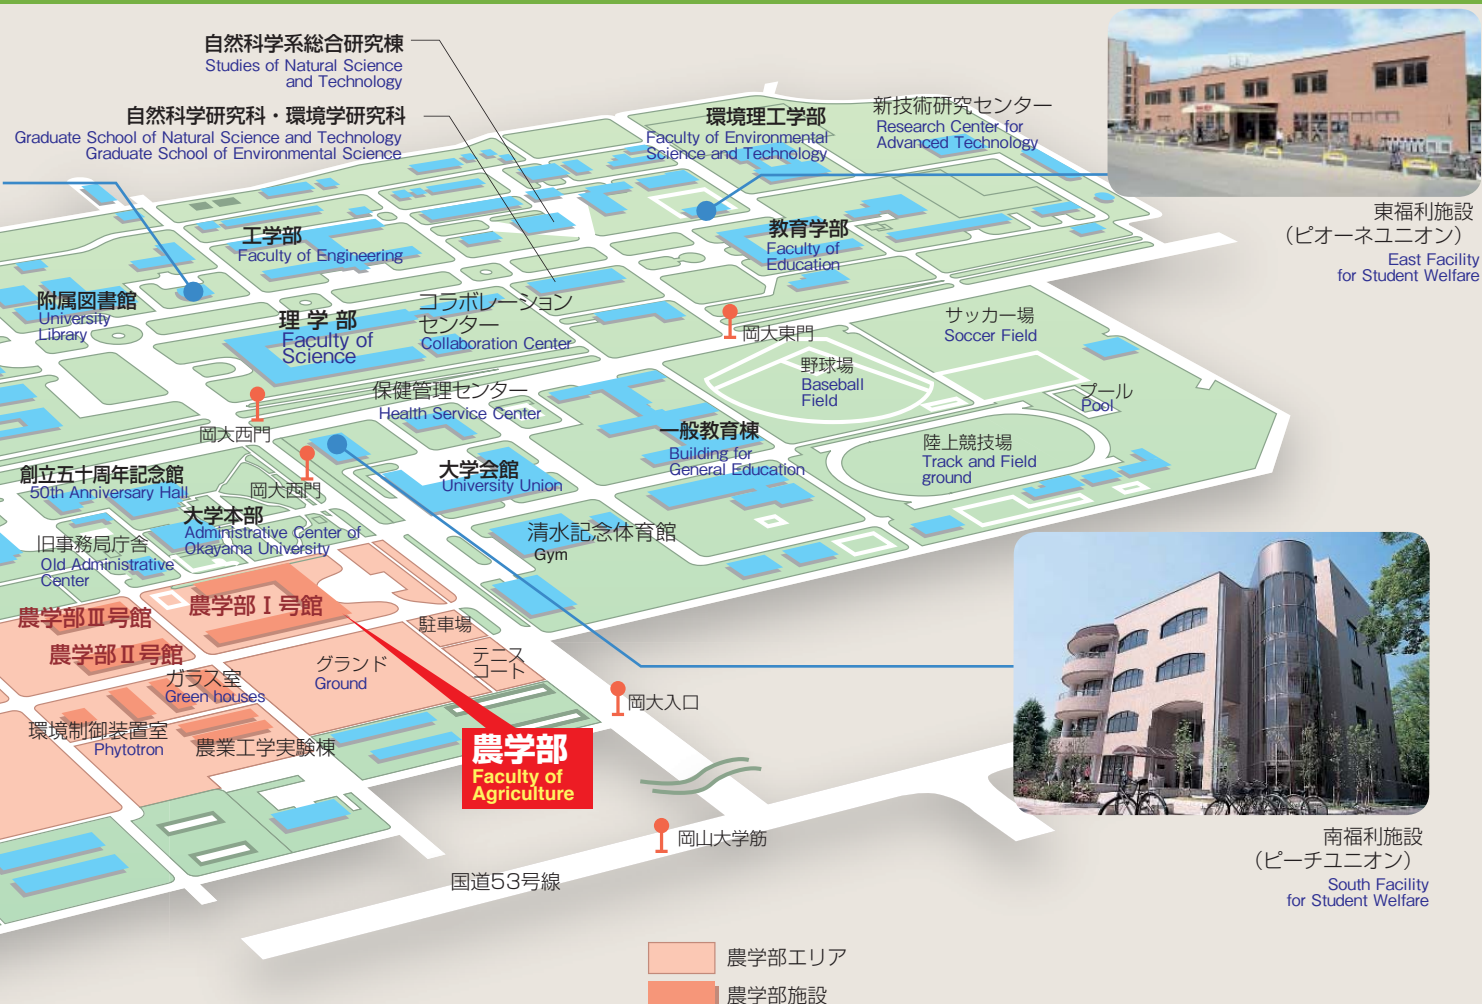 自然科学系総合研究棟
Studies of Natural Science
and Technology
自然科学研究科・環境学研究科
Graduate School of Natural Science and Technology
Graduate School of Environmental Science
環境理工学部
Faculty of Environmental
Science and Technology
新技術研究センター
Research Center for
Advanced Technology
東福利施設
（ピオーネユニオン）
East Facility
for Student Welfare
工学部
Faculty of Engineering
教育学部
Faculty of
Education
附属図書館
University
Library
理学部
Faculty of
Science
コラボレーション
センター
Collaboration Center
岡大東門
サッカー場
Soccer Field
野球場
Baseball
Field
プール
Pool
保健管理センター
Health Service Center
岡大西門
一般教育棟
Building for
General Education
陸上競技場
Track and Field
ground
創立五十周年記念館
50th Anniversary Hall
岡大西門
大学会館
University Union
大学本部
Administrative Center of
Okayama University
旧事務局庁舎
Old Administrative
Center
清水記念体育館
Gym
農学部Ⅰ号館
農学部Ⅲ号館
農学部Ⅱ号館
駐車場
ガラス室
Green houses
グランド
Ground
テニス
コート
岡大入口
環境制御装置室
Phytotron
農業工学実験棟
農学部
Faculty of
Agriculture
岡山大学筋
国道53号線
南福利施設
（ピーチユニオン）
South Facility
for Student Welfare
農学部エリア
農学部施設